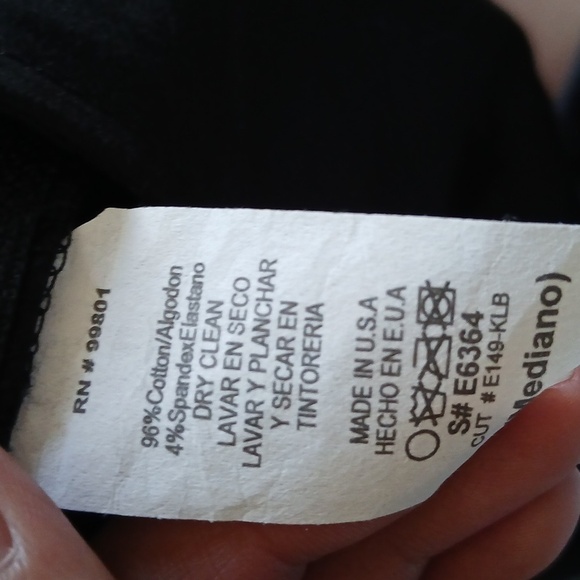 RN # 99801
96%Cotton/Algodon
4%SpandexElastano
DRY CLEAN
LAVAR EN SECO
LAVAR Y PLANCHAR
Y SECAR EN
TINTORERIA
MADE IN U.S.A
HECHO EN E.U.A
S# E6364
CUT # E149-KLB
Mediano)